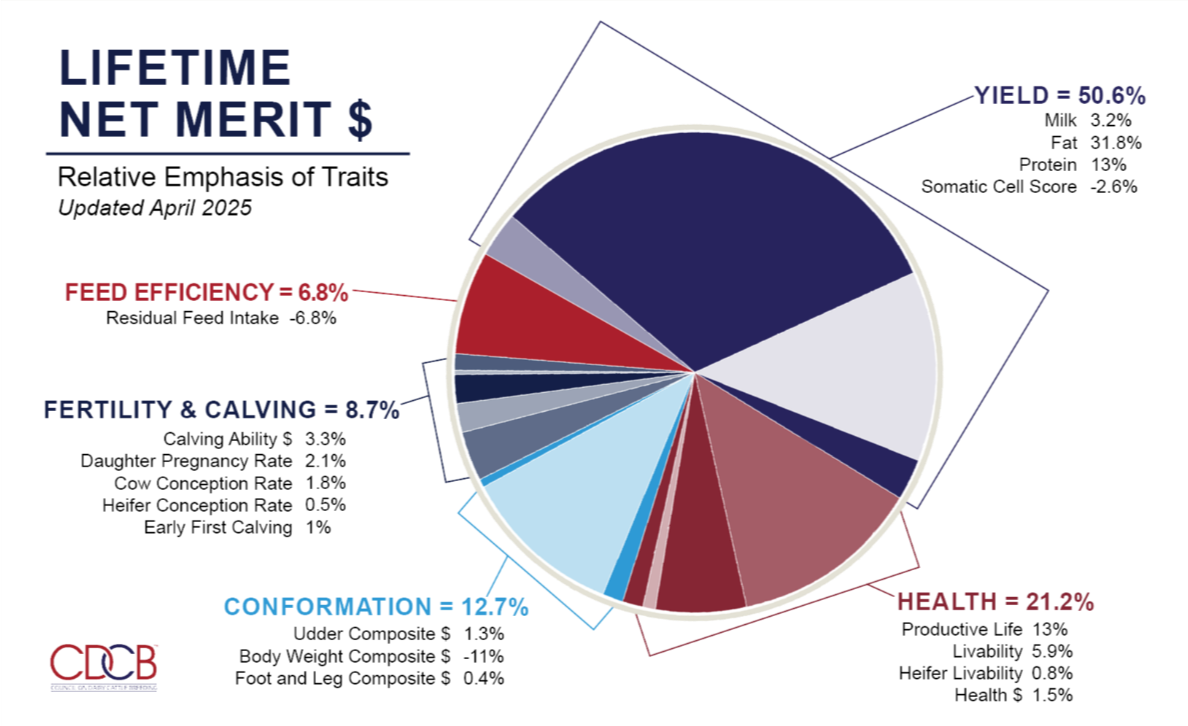 LIFETIME
NET MERIT $
Relative Emphasis of Traits
Updated April 2025
YIELD = 50.6%
Milk 3.2%
Fat 31.8%
Protein 13%
Somatic Cell Score -2.6%
FEED EFFICIENCY = 6.8%
Residual Feed Intake -6.8%
FERTILITY & CALVING = 8.7%
Calving Ability $ 3.3%
Daughter Pregnancy Rate 2.1%
Cow Conception Rate 1.8%
Heifer Conception Rate 0.5%
Early First Calving 1%
CONFORMATION = 12.7%
Udder Composite $ 1.3%
Body Weight Composite $ -11%
Foot and Leg Composite $ 0.4%
HEALTH = 21.2%
Productive Life 13%
Livability 5.9%
Heifer Livability 0.8%
Health $ 1.5%
CDCB
COUNCIL ON DAIRY CATTLE BREEDING